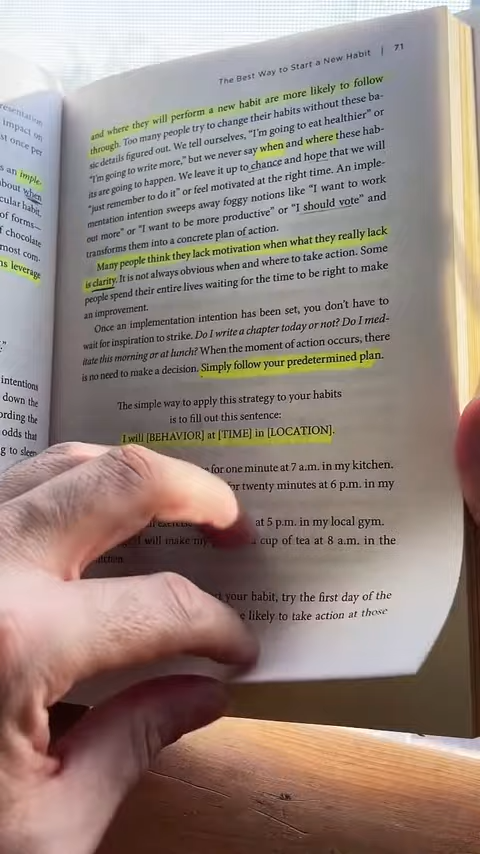 resentation
impact on
st once per
s an imple-
bout when
cular habit.
of forms—
f chocolate
most com-
ns leverage
intentions
down the
ording the
odds that
g to sleep
The Best Way to Start a New Habit | 71
and where they will perform a new habit are more likely to follow
through. Too many people try to change their habits without these ba-
sic details figured out. We tell ourselves, “I’m going to eat healthier” or
“I’m going to write more,” but we never say when and where these hab-
its are going to happen. We leave it up to chance and hope that we will
“just remember to do it” or feel motivated at the right time. An imple-
mentation intention sweeps away foggy notions like “I want to work
out more” or “I want to be more productive” or “I should vote” and
transforms them into a concrete plan of action.
Many people think they lack motivation when what they really lack
is clarity. It is not always obvious when and where to take action. Some
people spend their entire lives waiting for the time to be right to make
an improvement.
Once an implementation intention has been set, you don’t have to
wait for inspiration to strike. Do I write a chapter today or not? Do I med-
itate this morning or at lunch? When the moment of action occurs, there
is no need to make a decision. Simply follow your predetermined plan.
The simple way to apply this strategy to your habits
is to fill out this sentence:
I will [BEHAVIOR] at [TIME] in [LOCATION].
for one minute at 7 a.m. in my kitchen.
for twenty minutes at 6 p.m. in my
exercise at 5 p.m. in my local gym.
will make my cup of tea at 8 a.m. in the
your habit, try the first day of the
likely to take action at those